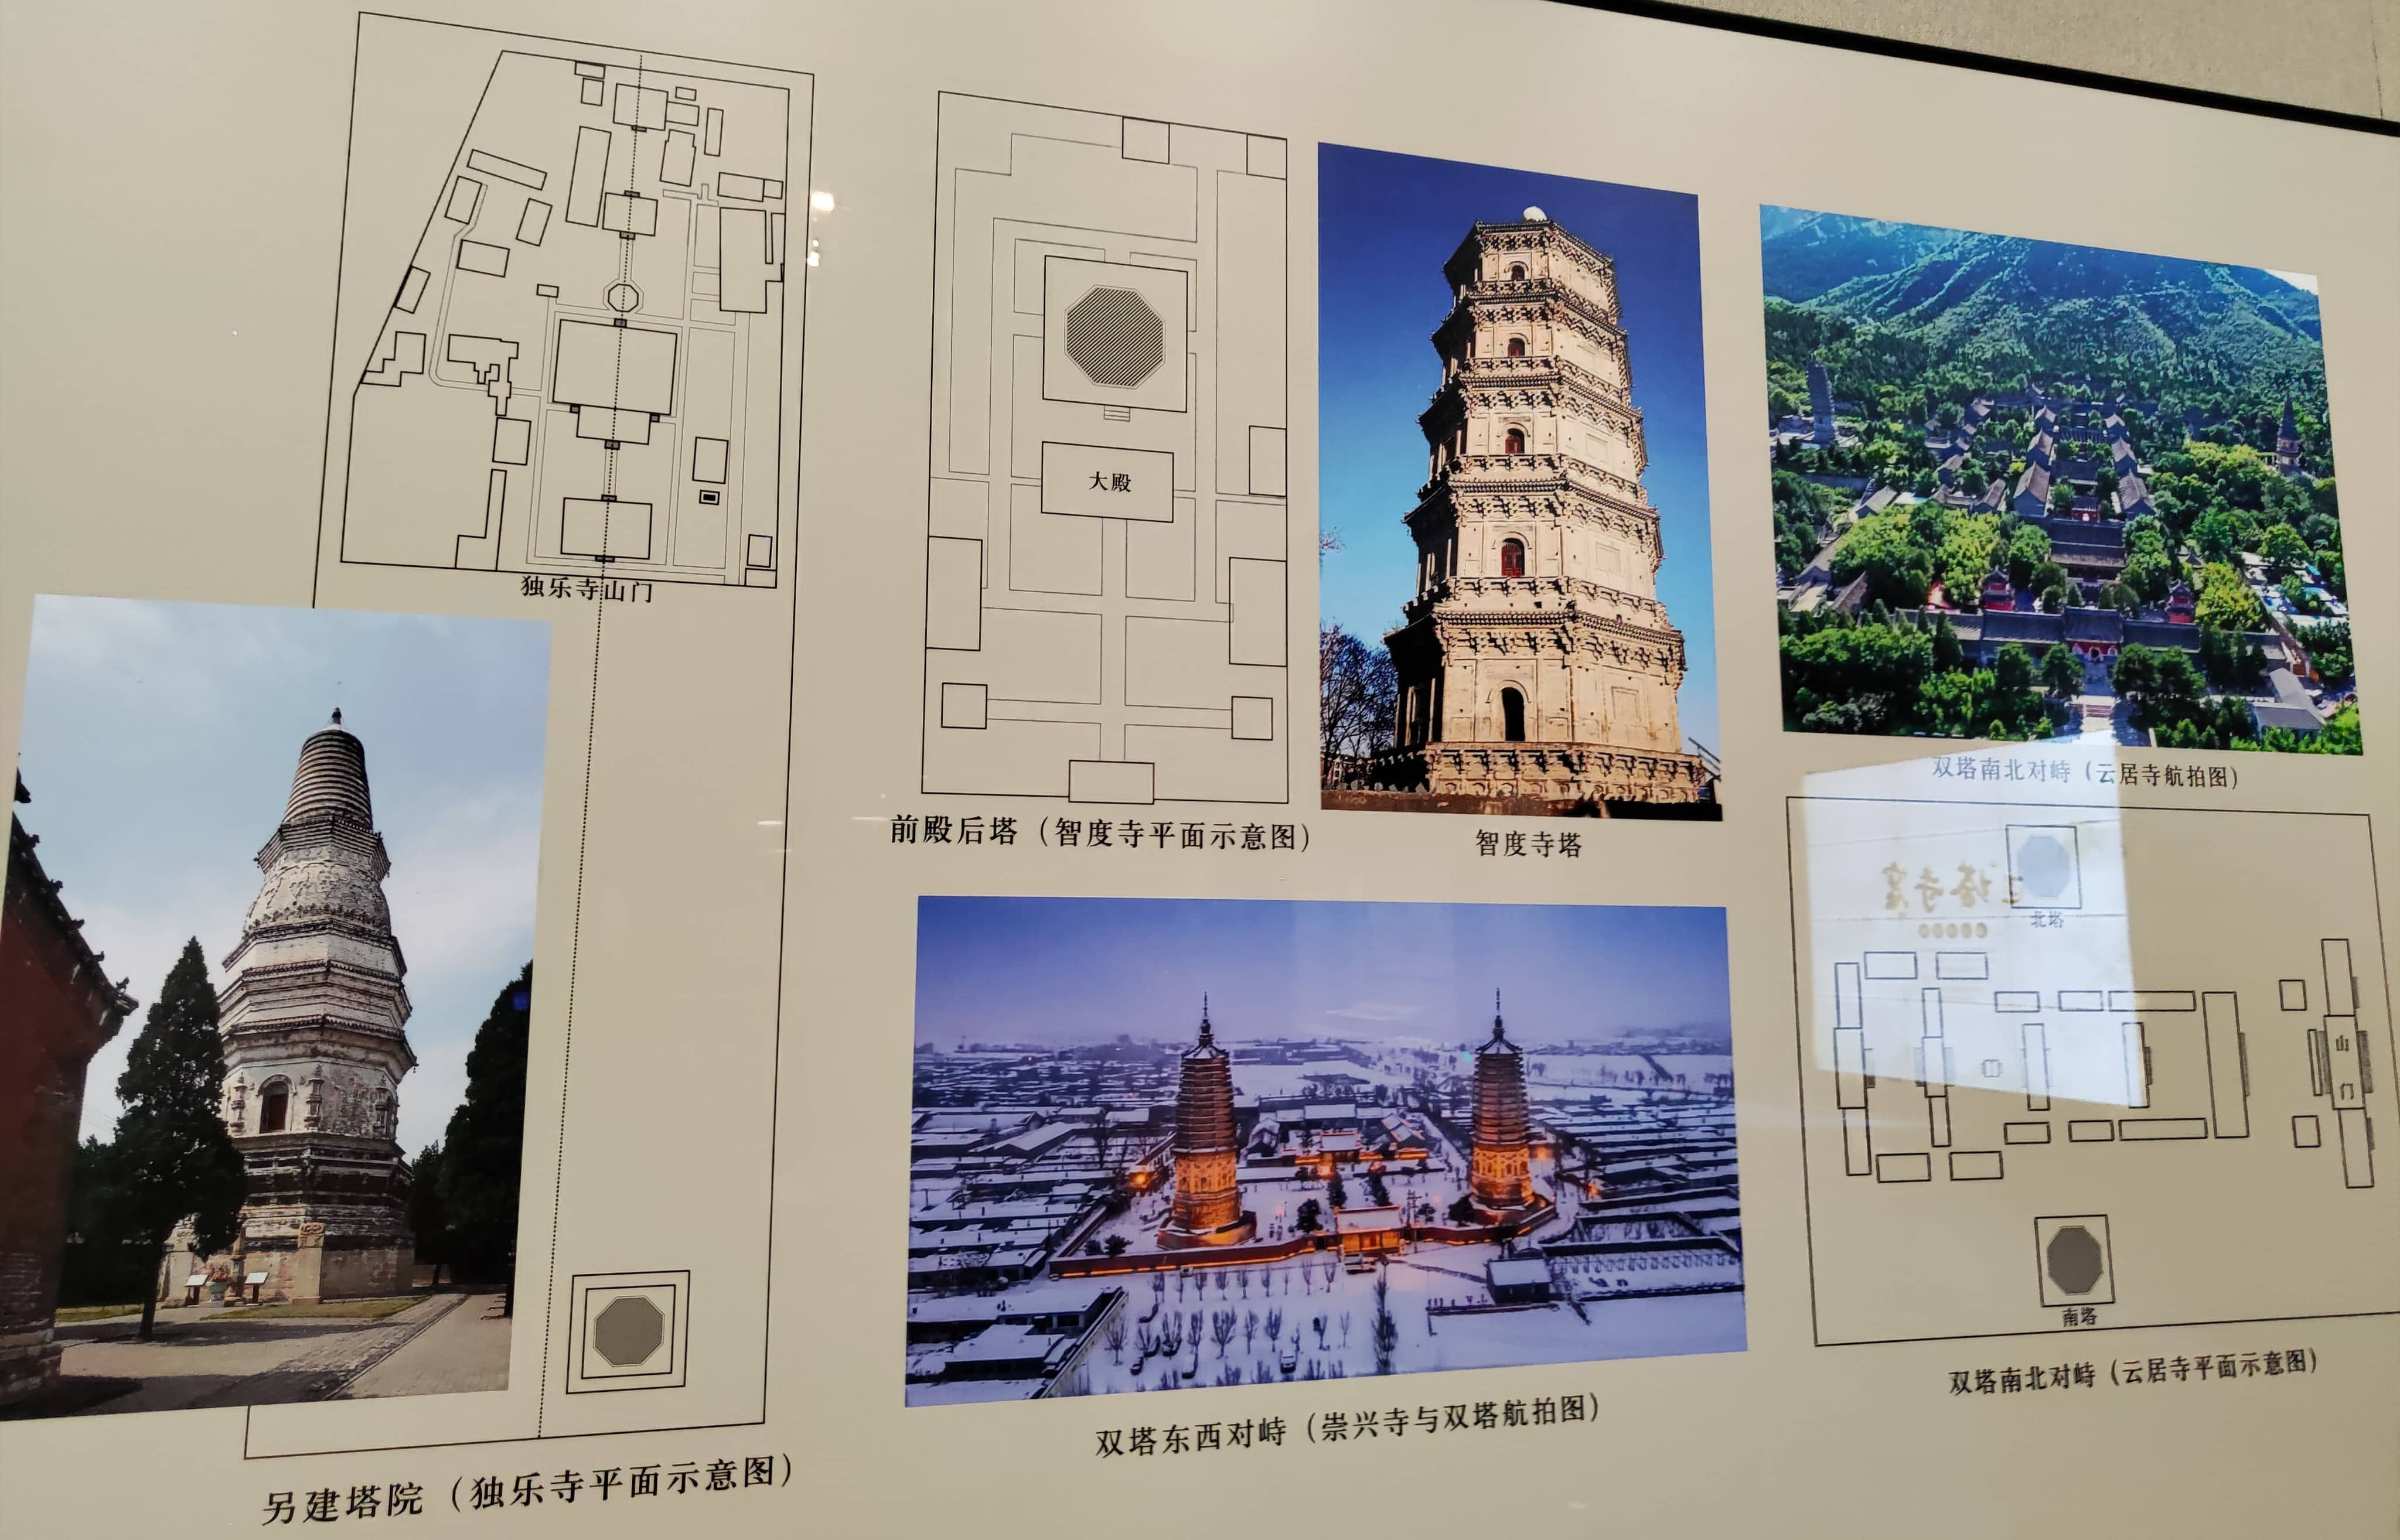 独乐寺山门
另建塔院（独乐寺平面示意图）
大殿
前殿后塔（智度寺平面示意图）
智度寺塔
双塔东西对峙（崇兴寺与双塔航拍图）
双塔南北对峙（云居寺航拍图）
北塔
山门
南塔
双塔南北对峙（云居寺平面示意图）